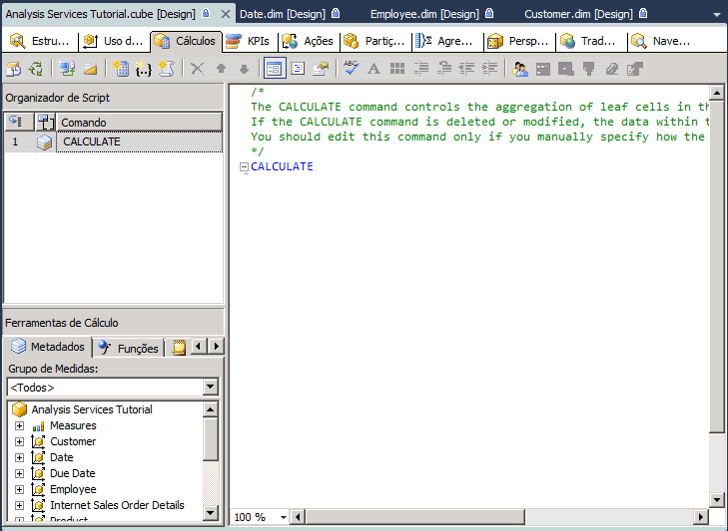 Analysis Services Tutorial.cube [Design] Date.dim [Design] Employee.dim [Design] Customer.dim [Design]
Estru... Uso d... Cálculos KPIs Ações Partiç... Agre... Persp... Trad... Nave...
Organizador de Script
Comando
1 CALCULATE
/*
The CALCULATE command controls the aggregation of leaf cells in th
If the CALCULATE command is deleted or modified, the data within t
You should edit this command only if you manually specify how the
*/
CALCULATE
Ferramentas de Cálculo
Metadados Funções
Grupo de Medidas:
<Todos>
Analysis Services Tutorial
Measures
Customer
Date
Due Date
Employee
Internet Sales Order Details
Product
100 %